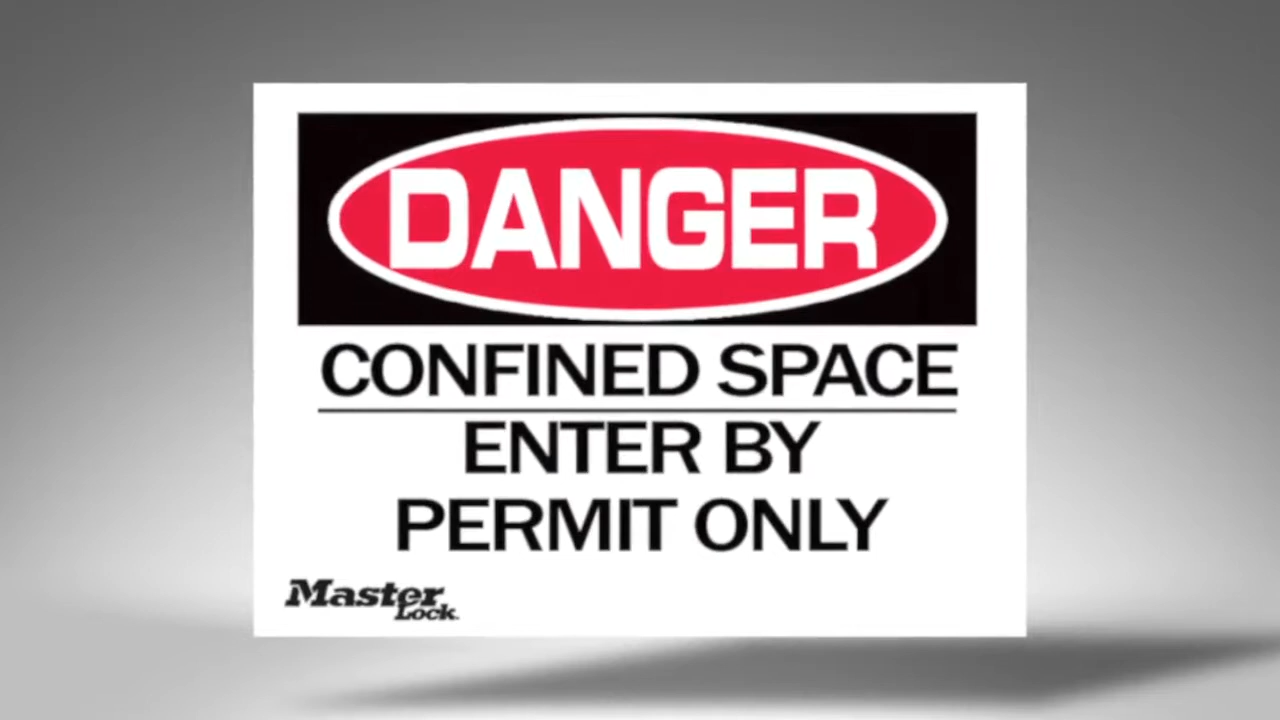 DANGER
CONFINED SPACE
ENTER BY
PERMIT ONLY
Master
Lock